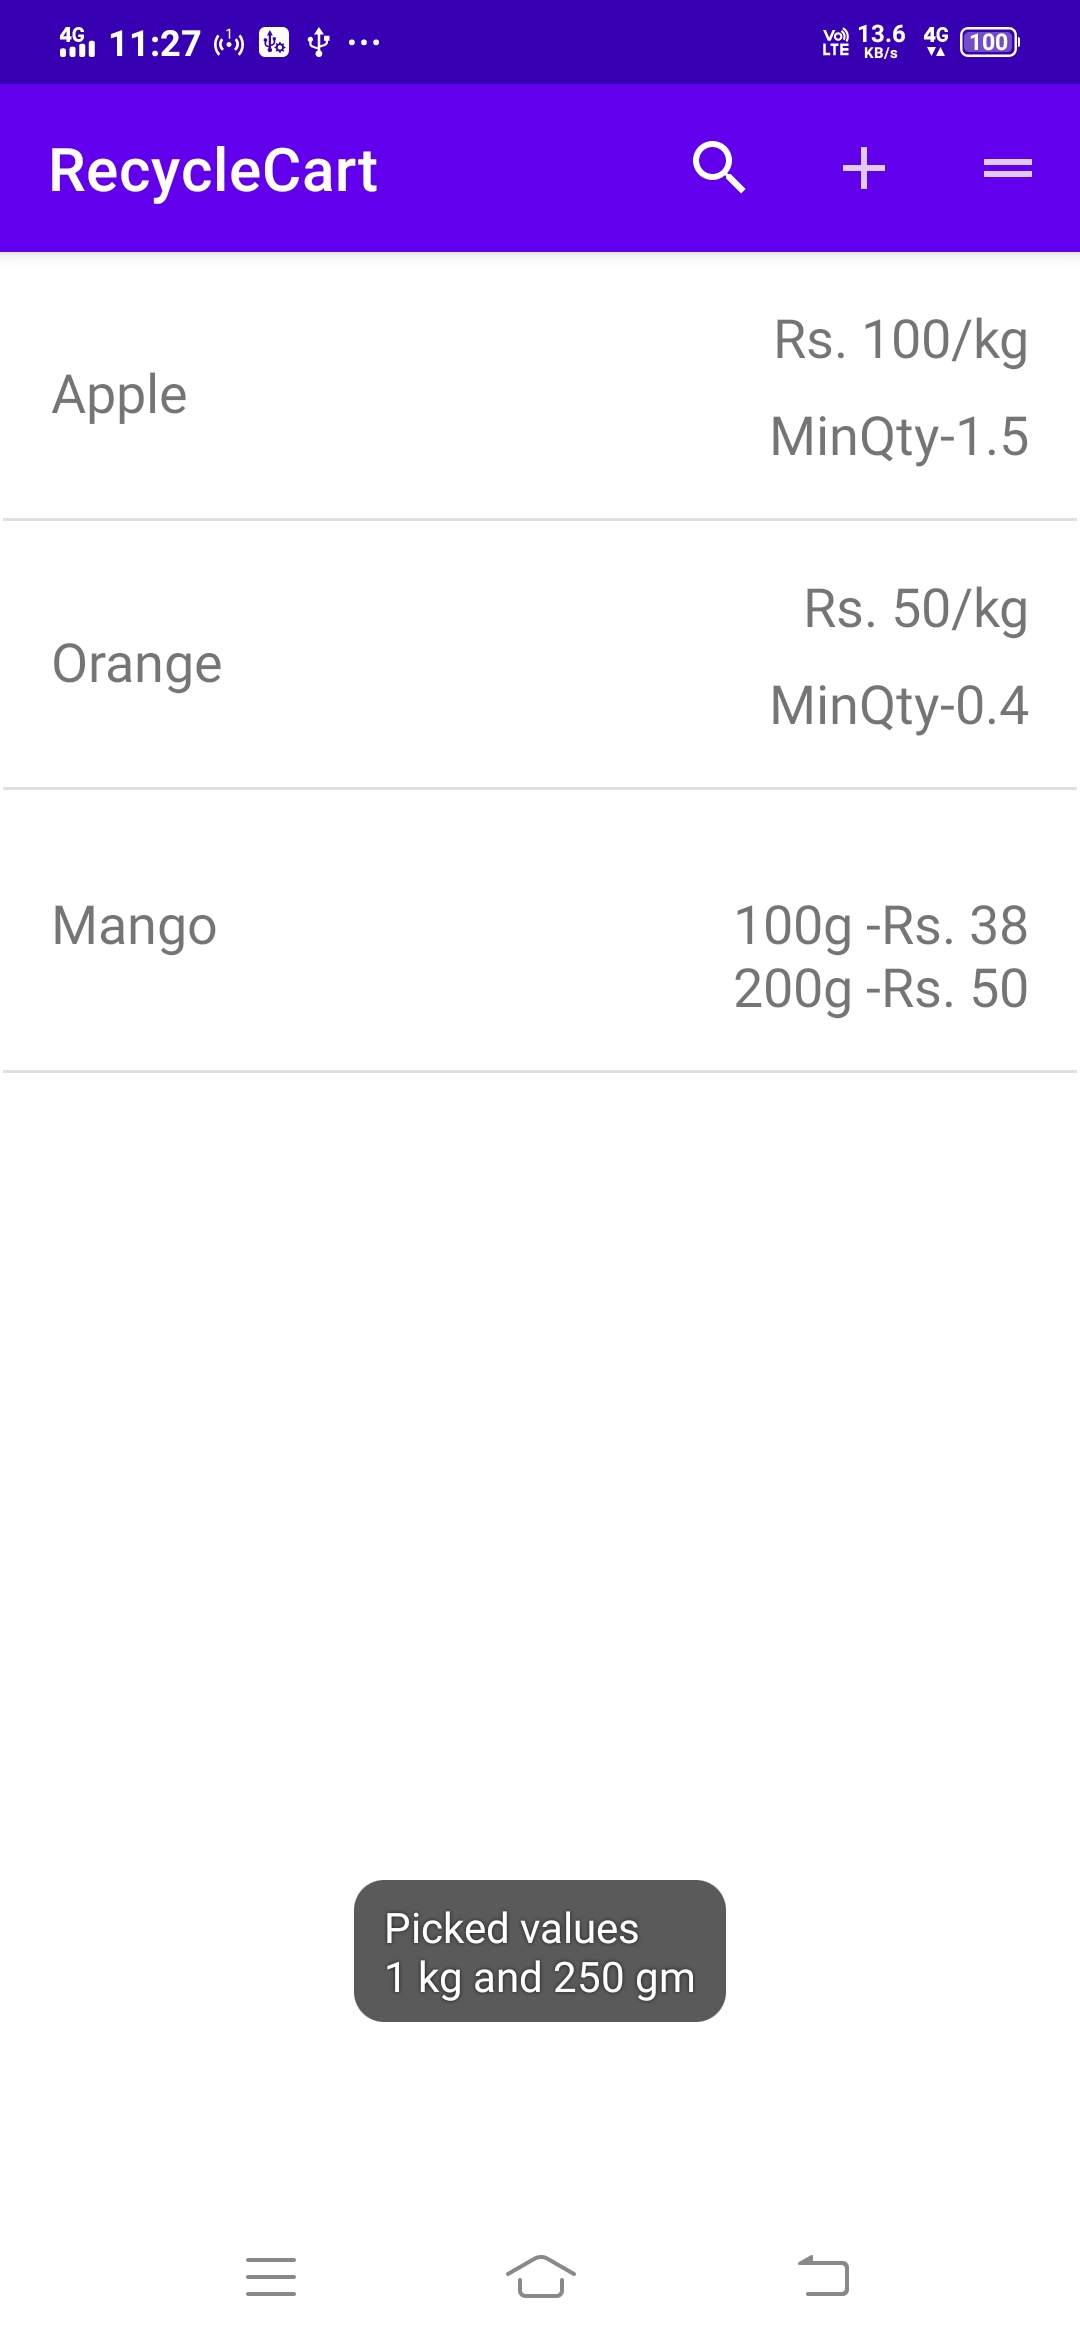 4G 11:27 Vo) LTE 13.6 KB/s 4G 100
RecycleCart
Apple
Rs. 100/kg
MinQty-1.5
Orange
Rs. 50/kg
MinQty-0.4
Mango
100g -Rs. 38
200g -Rs. 50
Picked values
1 kg and 250 gm